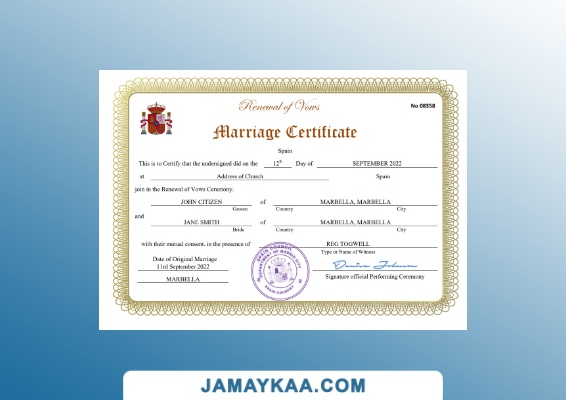 Renewal of Vows
No 08558
Marriage Certificate
Spain
This is to Certify that the undersigned did on the 12th Day of SEPTEMBER 2022
at Address of Church Spain
join in the Renewal of Vows Ceremony.
JOHN CITIZEN of MARBELLA, MARBELLA
Groom Country City
and
JANE SMITH of MARBELLA, MARBELLA
Bride Country City
with their mutual consent, in the presence of REG TOGWELL
Type or Name of Witness
Date of Original Marriage
13rd September 2022
Signature official Performing Ceremony
MARBELLA
JAMAYKAA.COM